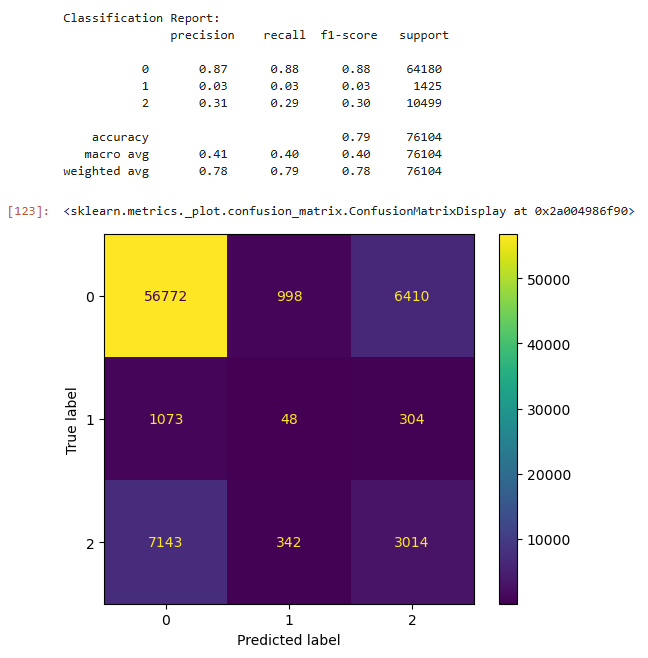 Classification Report:
precision recall f1-score support
0 0.87 0.88 0.88 64180
1 0.03 0.03 0.03 1425
2 0.31 0.29 0.30 10499
accuracy 0.79 76104
macro avg 0.41 0.40 0.40 76104
weighted avg 0.78 0.79 0.78 76104
[123]: <sklearn.metrics._plot.confusion_matrix.ConfusionMatrixDisplay at 0x2a004986f90>
50000
0 56772 998 6410
40000
30000
True label
1 1073 48 304
20000
2 7143 342 3014
10000
0 1 2
Predicted label